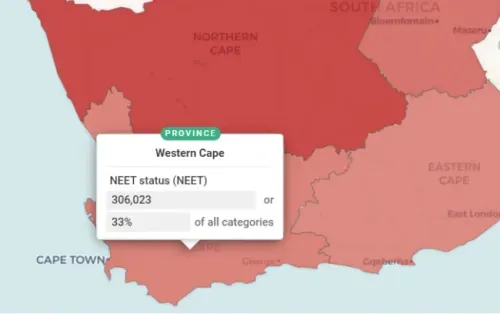 SOUTH AFRICA
Bloemfontein
Maseru
NORTHERN
CAPE
PROVINCE
Western Cape
NEET status (NEET)
306,023 or
33% of all categories
EASTERN
CAPE
East London
CAPE TOWN
George
Gqeberha